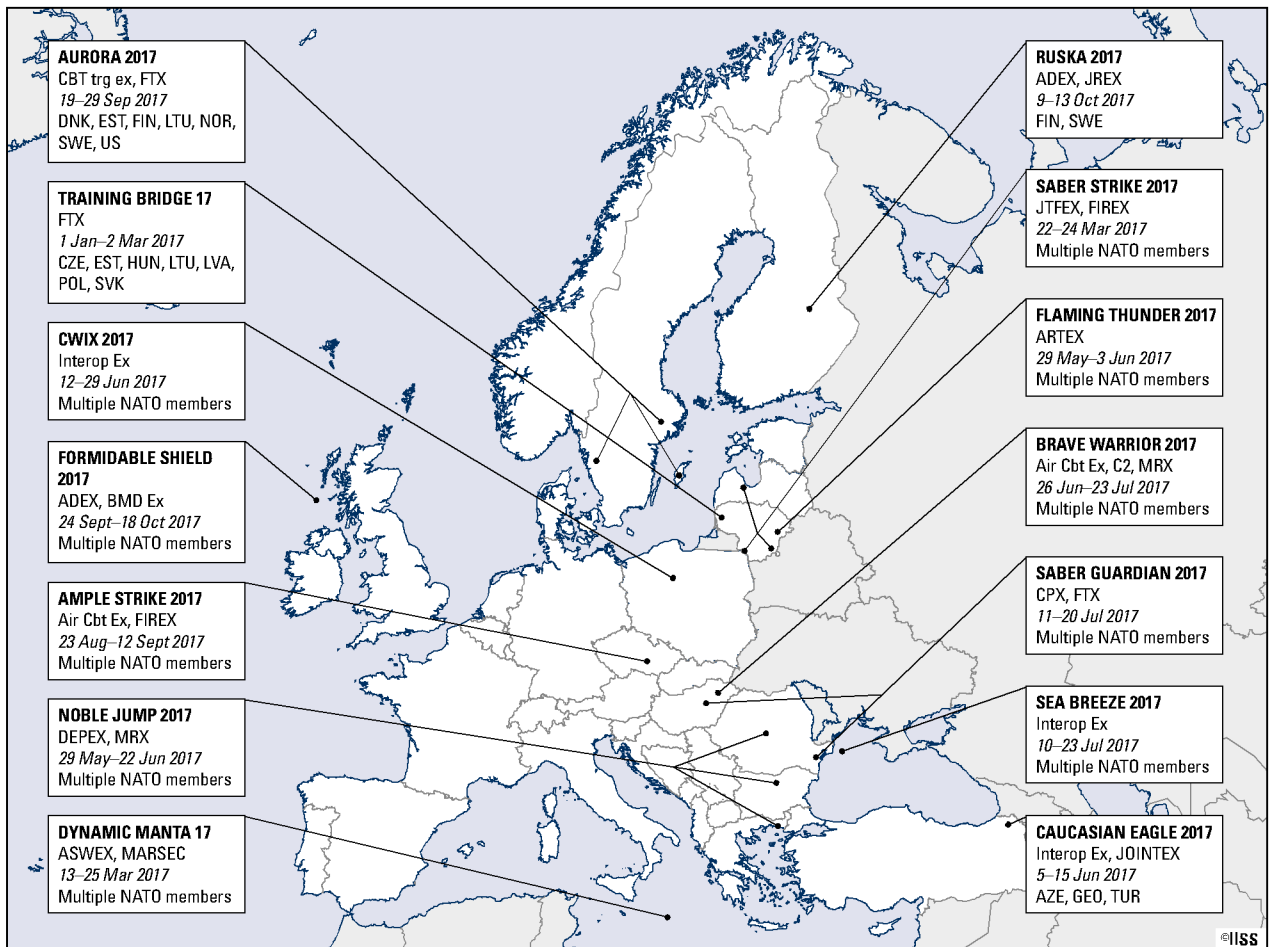 AURORA 2017
CBT trg ex, FTX
19–29 Sep 2017
DNK, EST, FIN, LTU, NOR,
SWE, US
TRAINING BRIDGE 17
FTX
1 Jan–2 Mar 2017
CZE, EST, HUN, LTU, LVA,
POL, SVK
CWIX 2017
Interop Ex
12–29 Jun 2017
Multiple NATO members
FORMIDABLE SHIELD
2017
ADEX, BMD Ex
24 Sept–18 Oct 2017
Multiple NATO members
AMPLE STRIKE 2017
Air Cbt Ex, FIREX
23 Aug–12 Sept 2017
Multiple NATO members
NOBLE JUMP 2017
DEPEX, MRX
29 May–22 Jun 2017
Multiple NATO members
DYNAMIC MANTA 17
ASWEX, MARSEC
13–25 Mar 2017
Multiple NATO members
RUSKA 2017
ADEX, JREX
9–13 Oct 2017
FIN, SWE
SABER STRIKE 2017
JTFEX, FIREX
22–24 Mar 2017
Multiple NATO members
FLAMING THUNDER 2017
ARTEX
29 May–3 Jun 2017
Multiple NATO members
BRAVE WARRIOR 2017
Air Cbt Ex, C2, MRX
26 Jun–23 Jul 2017
Multiple NATO members
SABER GUARDIAN 2017
CPX, FTX
11–20 Jul 2017
Multiple NATO members
SEA BREEZE 2017
Interop Ex
10–23 Jul 2017
Multiple NATO members
CAUCASIAN EAGLE 2017
Interop Ex, JOINTEX
5–15 Jun 2017
AZE, GEO, TUR
©IISS